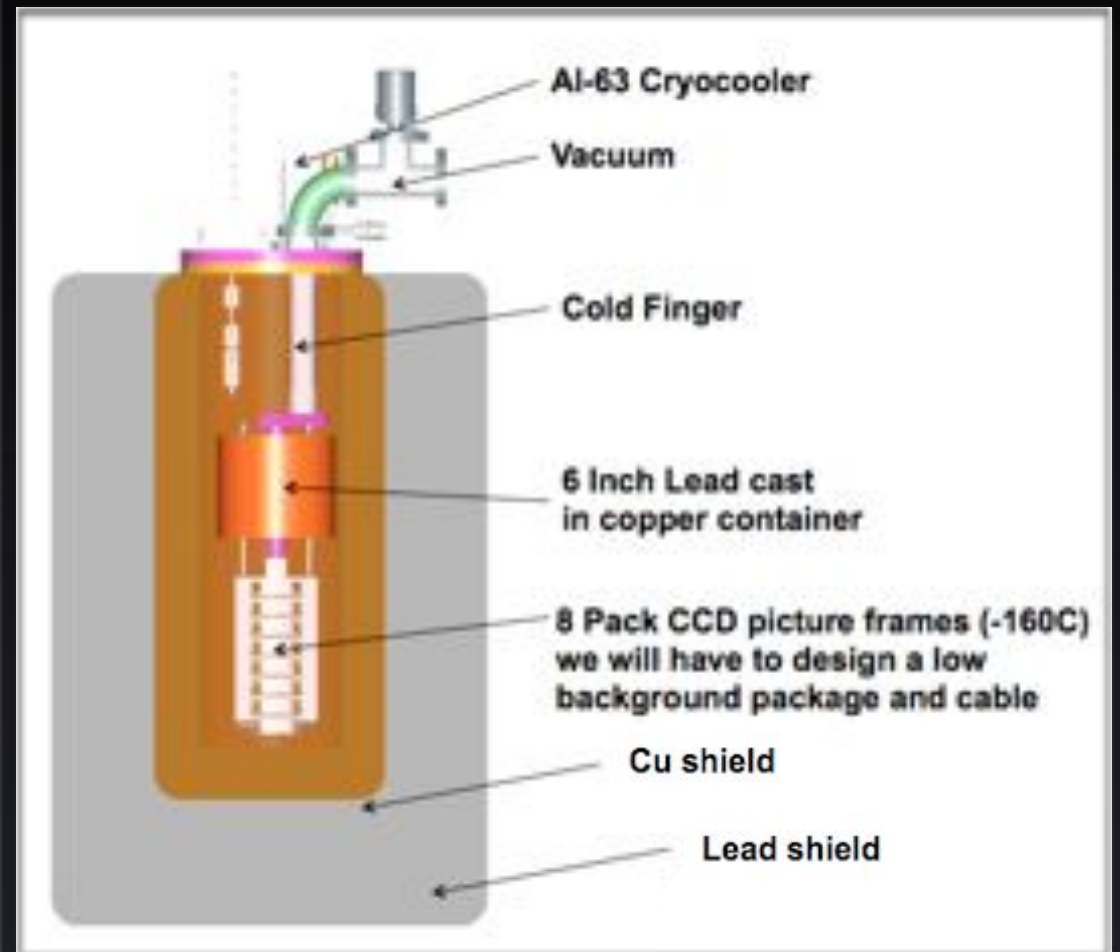 Al-63 Cryocooler
Vacuum
Cold Finger
6 Inch Lead cast
in copper container
8 Pack CCD picture frames (-160C)
we will have to design a low
background package and cable
Cu shield
Lead shield